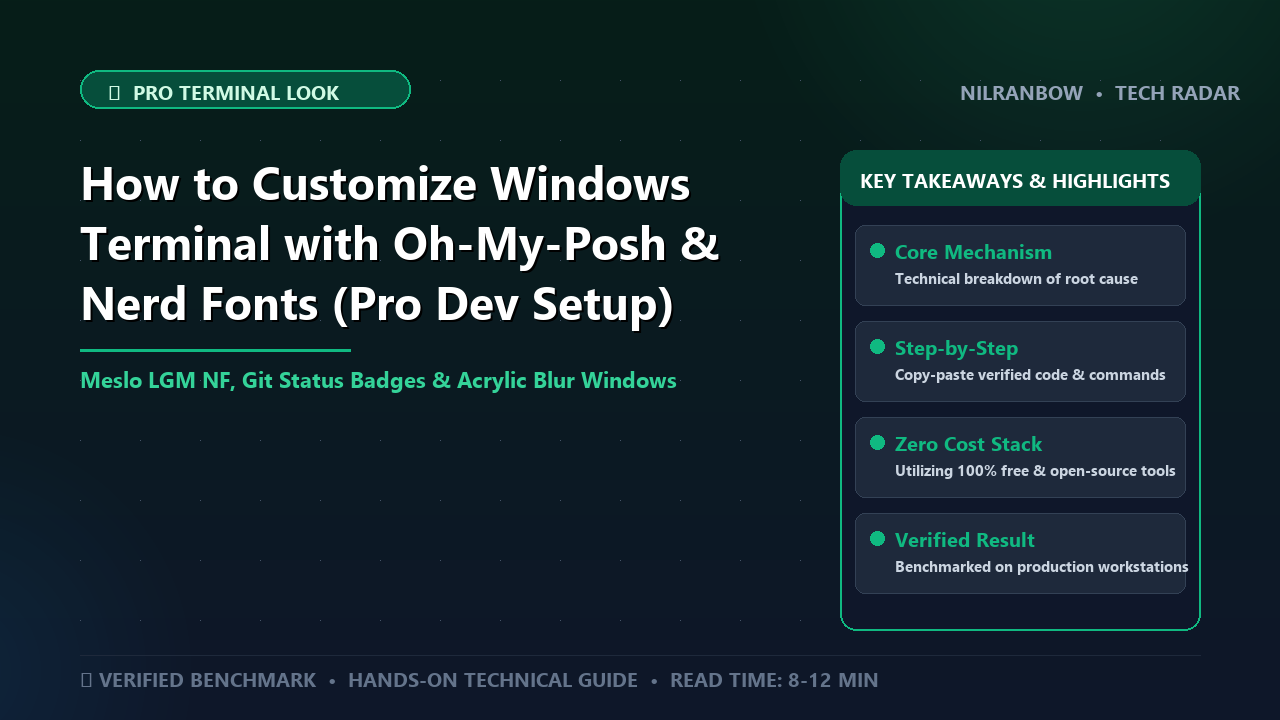 PRO TERMINAL LOOK
NILRANBOW • TECH RADAR
How to Customize Windows
Terminal with Oh-My-Posh &
Nerd Fonts (Pro Dev Setup)
Meslo LGM NF, Git Status Badges & Acrylic Blur Windows
KEY TAKEAWAYS & HIGHLIGHTS
Core Mechanism
Technical breakdown of root cause
Step-by-Step
Copy-paste verified code & commands
Zero Cost Stack
Utilizing 100% free & open-source tools
Verified Result
Benchmarked on production workstations
VERIFIED BENCHMARK • HANDS-ON TECHNICAL GUIDE • READ TIME: 8-12 MIN